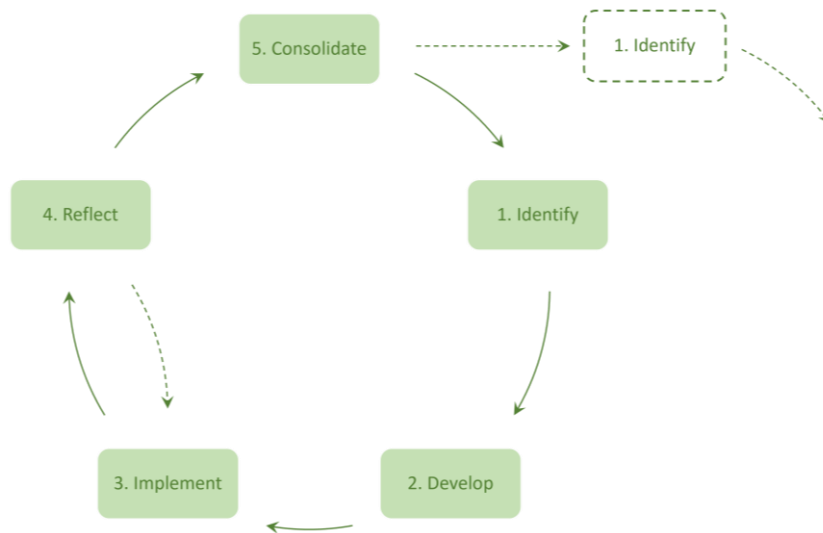 5. Consolidate
1. Identify
4. Reflect
1. Identify
3. Implement
2. Develop